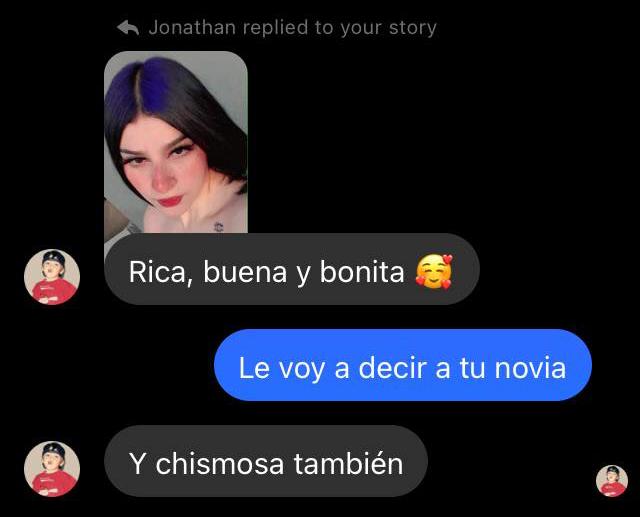 Jonathan replied to your story
Rica, buena y bonita 🥰
Le voy a decir a tu novia
Y chismosa también